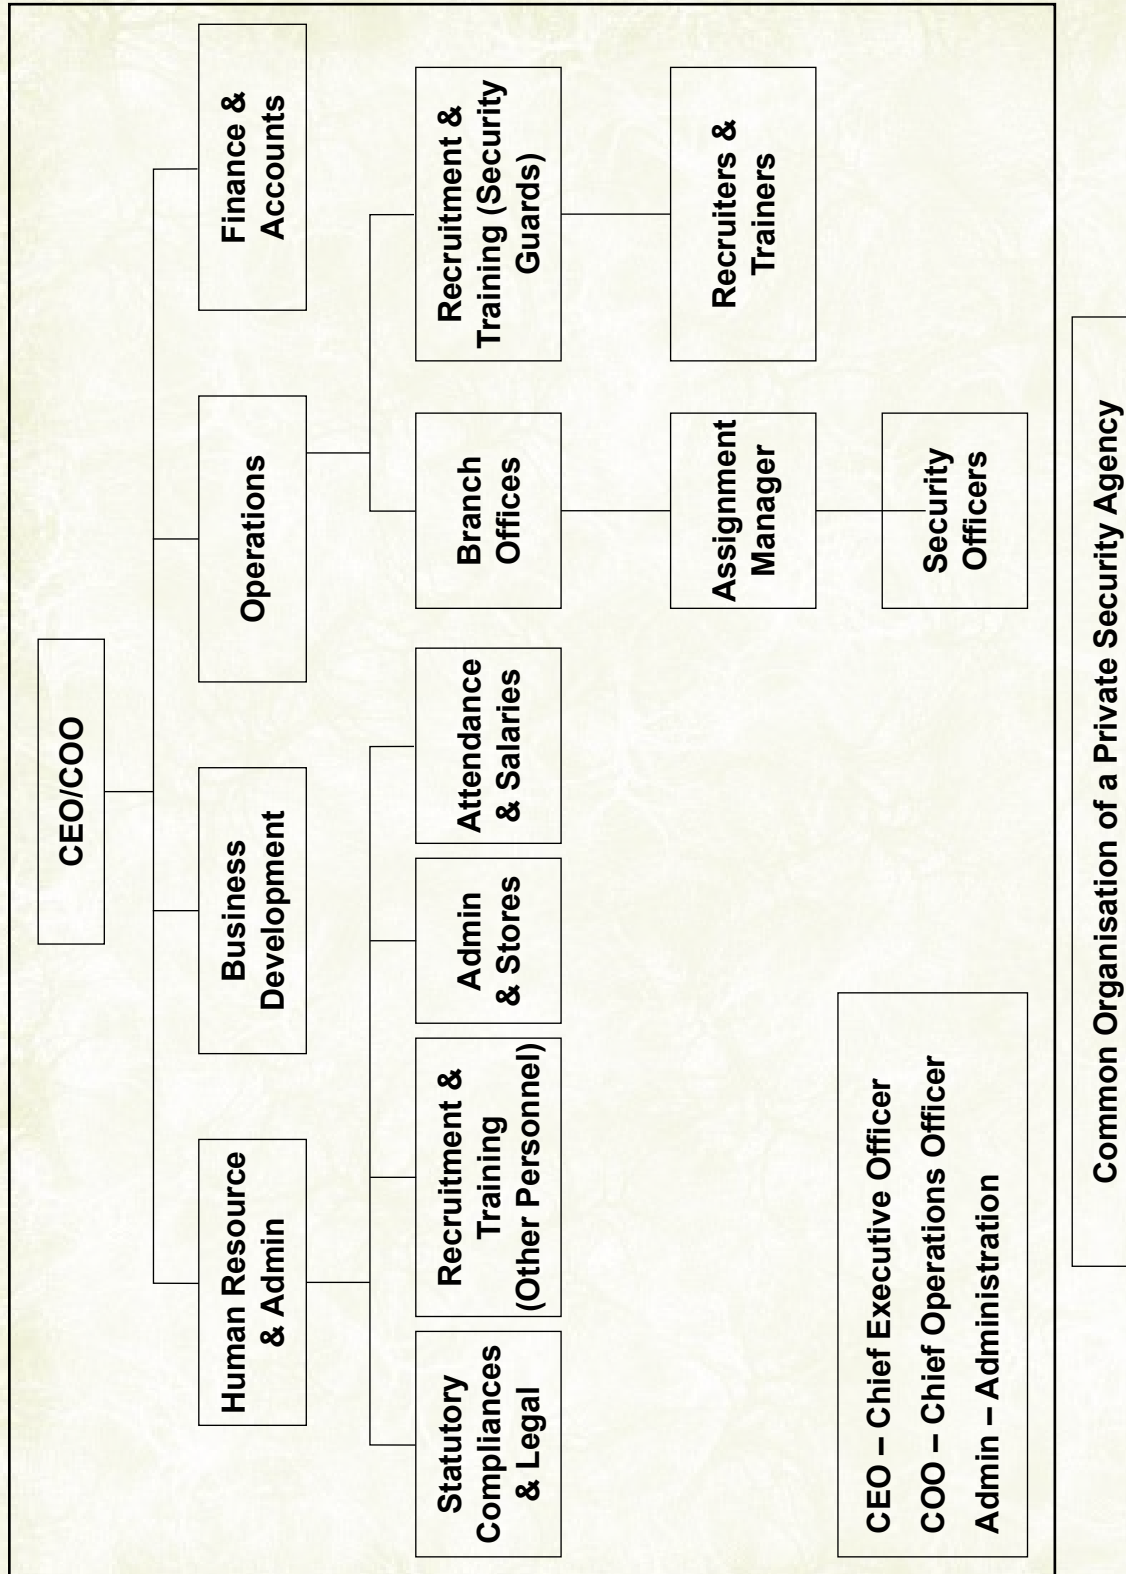 CEO/COO
Human Resource
& Admin
Business
Development
Operations
Finance &
Accounts
Statutory
Compliances
& Legal
Recruitment &
Training
(Other Personnel)
Admin
& Stores
Attendance
& Salaries
Branch
Offices
Recruitment &
Training (Security
Guards)
Assignment
Manager
Recruiters &
Trainers
Security
Officers
CEO – Chief Executive Officer
COO – Chief Operations Officer
Admin – Administration
Common Organisation of a Private Security Agency